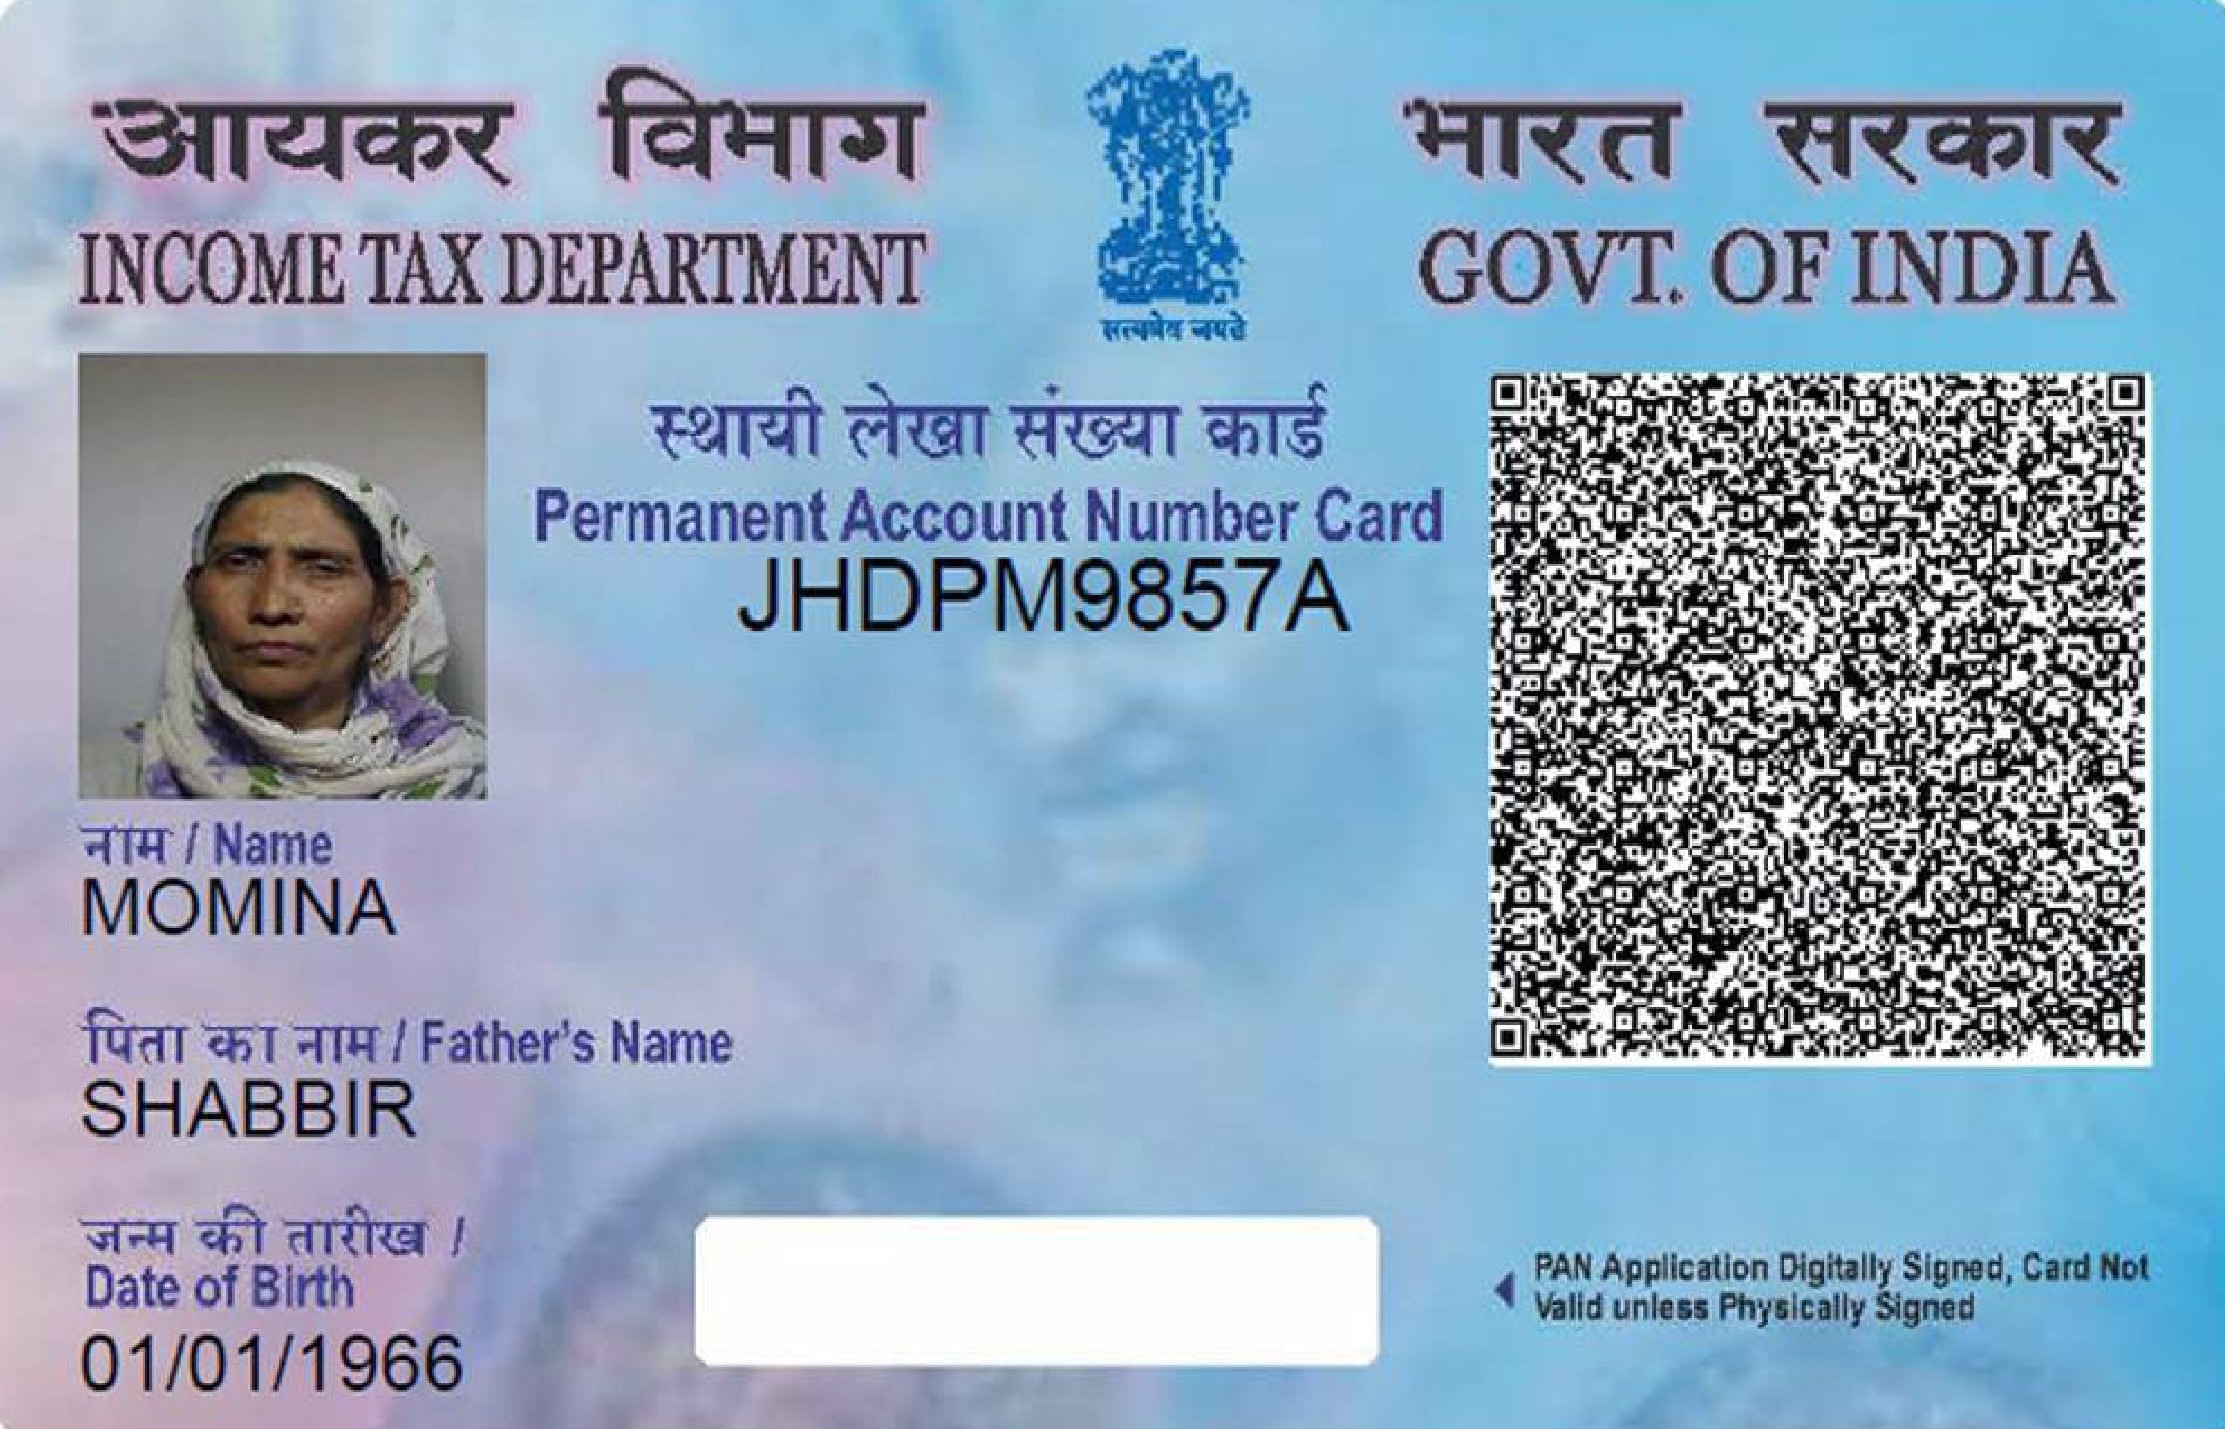 आयकर विभाग
INCOME TAX DEPARTMENT
सत्यमेव जयते
भारत सरकार
GOVT. OF INDIA
स्थायी लेखा संख्या कार्ड
Permanent Account Number Card
JHDPM9857A
नाम / Name
MOMINA
पिता का नाम / Father's Name
SHABBIR
जन्म की तारीख /
Date of Birth
01/01/1966
PAN Application Digitally Signed, Card Not
Valid unless Physically Signed